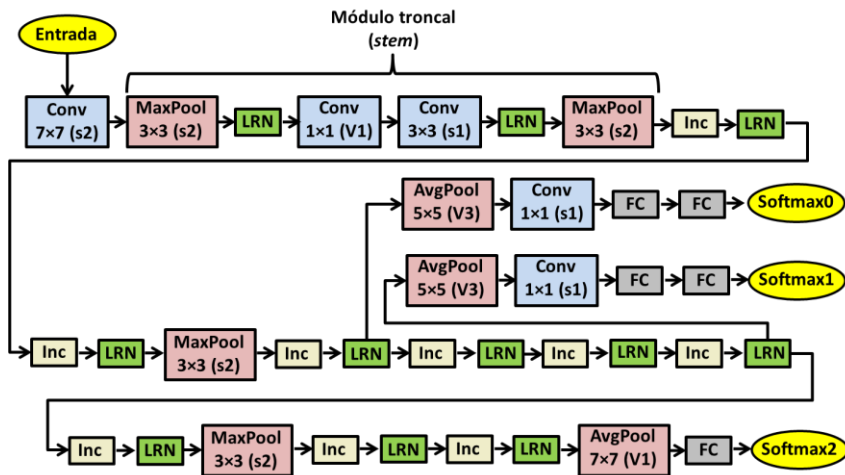 Módulo troncal
(stem)
Entrada
Conv
7×7 (s2)
MaxPool
3×3 (s2)
LRN
Conv
1×1 (V1)
Conv
3×3 (s1)
LRN
MaxPool
3×3 (s2)
Inc
LRN
AvgPool
5×5 (V3)
Conv
1×1 (s1)
FC
FC
Softmax0
AvgPool
5×5 (V3)
Conv
1×1 (s1)
FC
FC
Softmax1
Inc
LRN
MaxPool
3×3 (s2)
Inc
LRN
Inc
LRN
Inc
LRN
Inc
LRN
Inc
LRN
MaxPool
3×3 (s2)
Inc
LRN
Inc
LRN
AvgPool
7×7 (V1)
FC
Softmax2